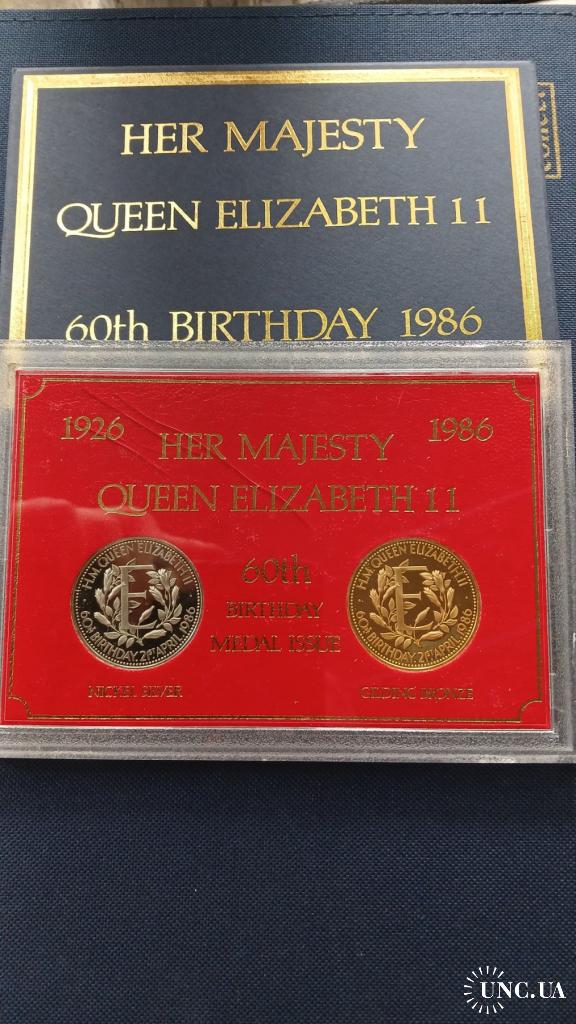 HER MAJESTY
QUEEN ELIZABETH 11
60th BIRTHDAY 1986
1926
1986
HER MAJESTY
QUEEN ELIZABETH 11
60th
BIRTHDAY
MEDAL ISSUE
H.M. QUEEN ELIZABETH II
E
60th BIRTHDAY. 21st APRIL 1986
H.M. QUEEN ELIZABETH II
E
60th BIRTHDAY. 21st APRIL 1986
NICKEL SILVER
GILDING BRONZE
UNC.UA